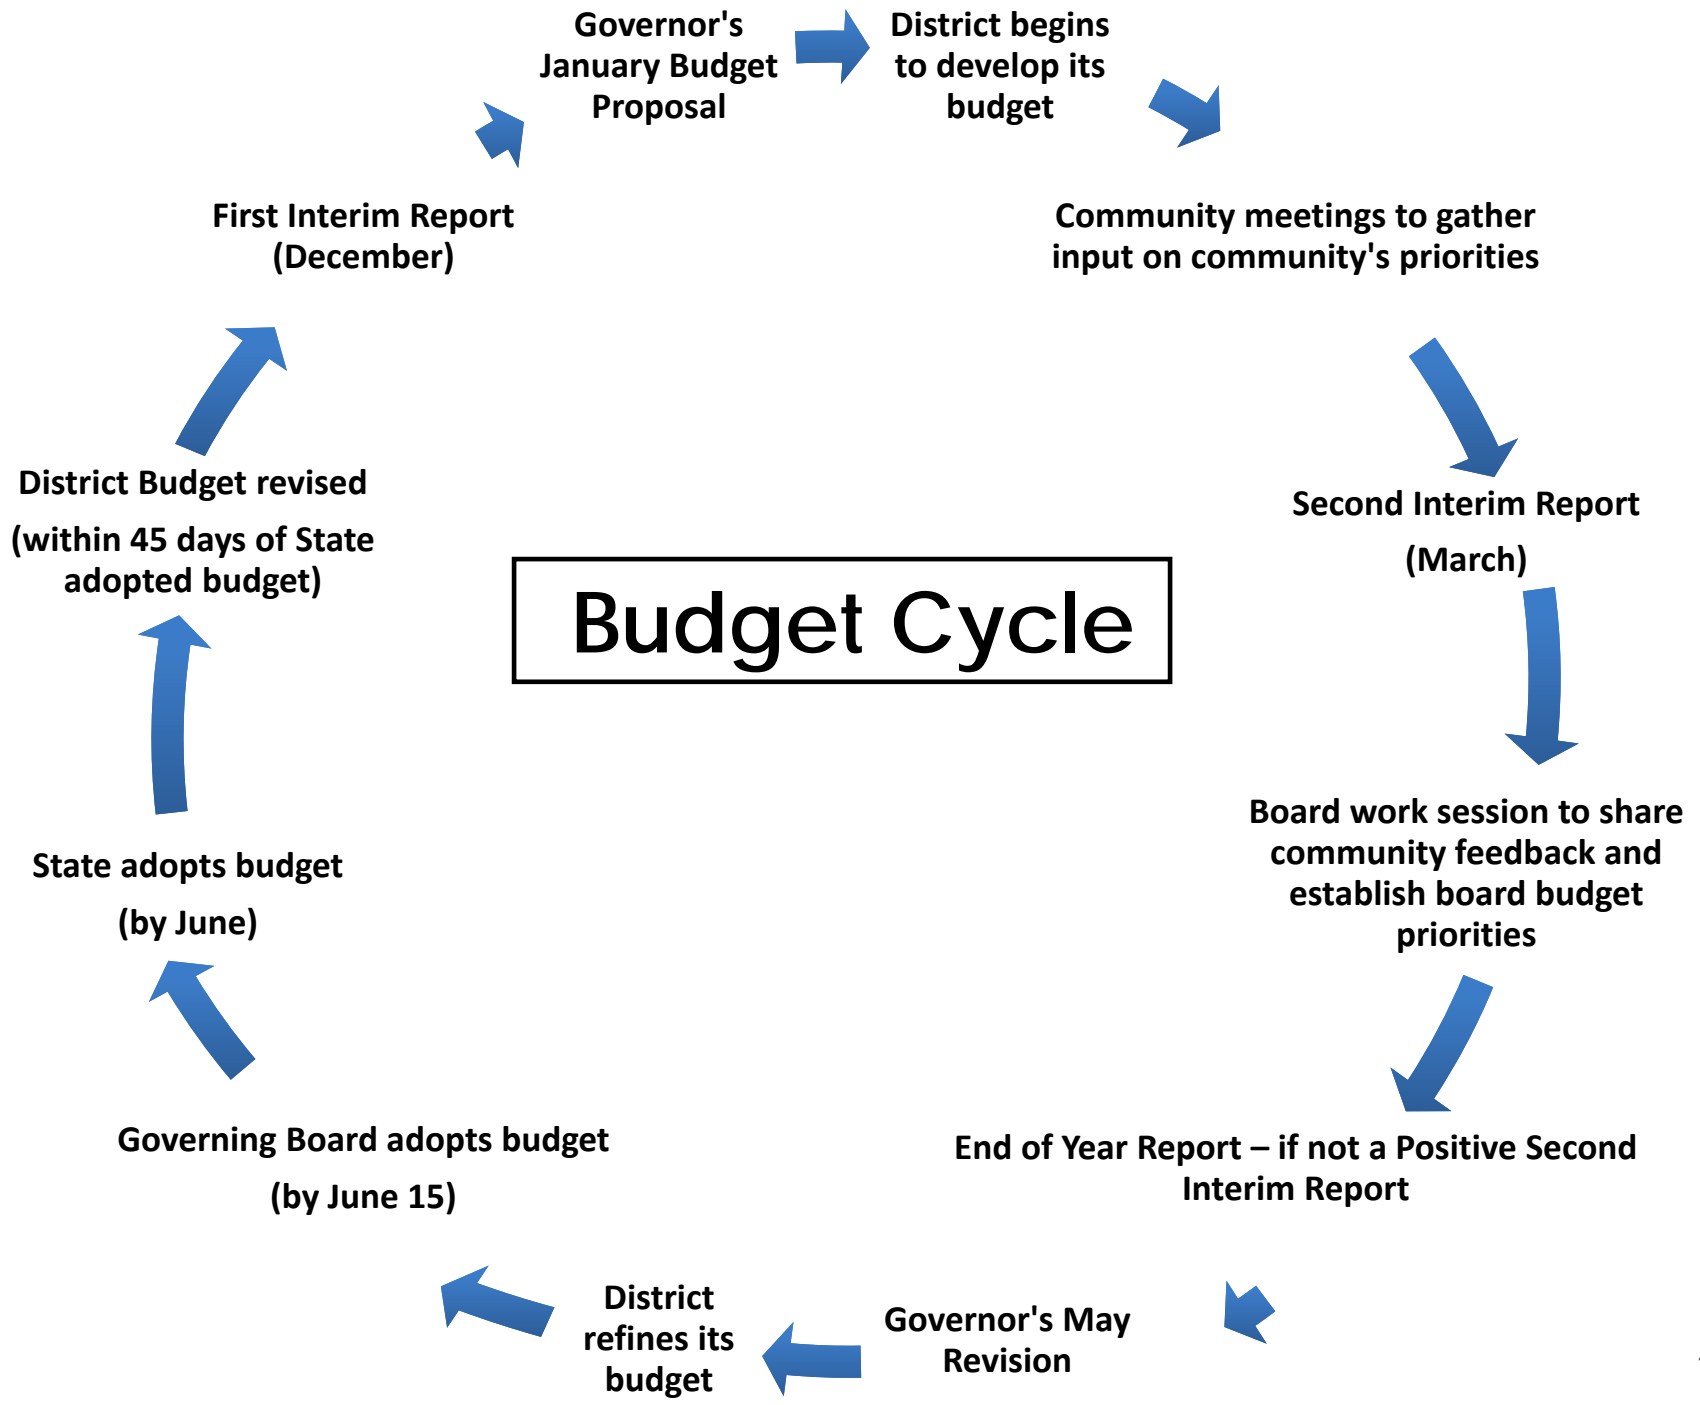 Governor's
January Budget
Proposal
District begins
to develop its
budget
Community meetings to gather
input on community's priorities
Second Interim Report
(March)
Board work session to share
community feedback and
establish board budget
priorities
End of Year Report – if not a Positive Second
Interim Report
Governor's May
Revision
District
refines its
budget
Governing Board adopts budget
(by June 15)
State adopts budget
(by June)
District Budget revised
(within 45 days of State
adopted budget)
First Interim Report
(December)
Budget Cycle